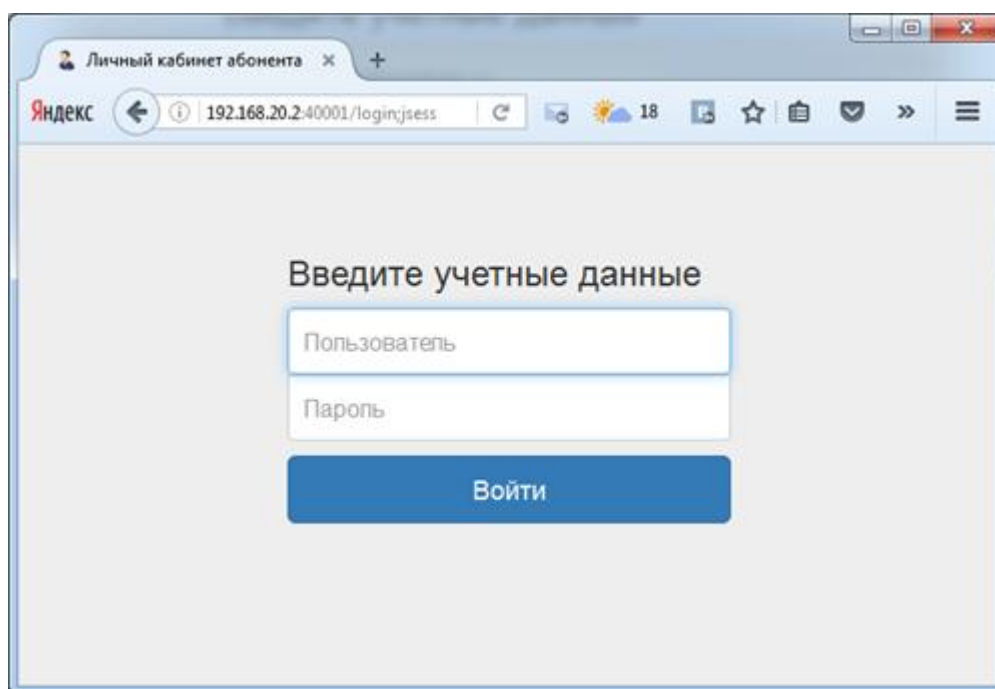 Личный кабинет абонента
Яндекс 192.168.20.2:40001/login;jsess 18
Введите учетные данные
Пользователь
Пароль
Войти